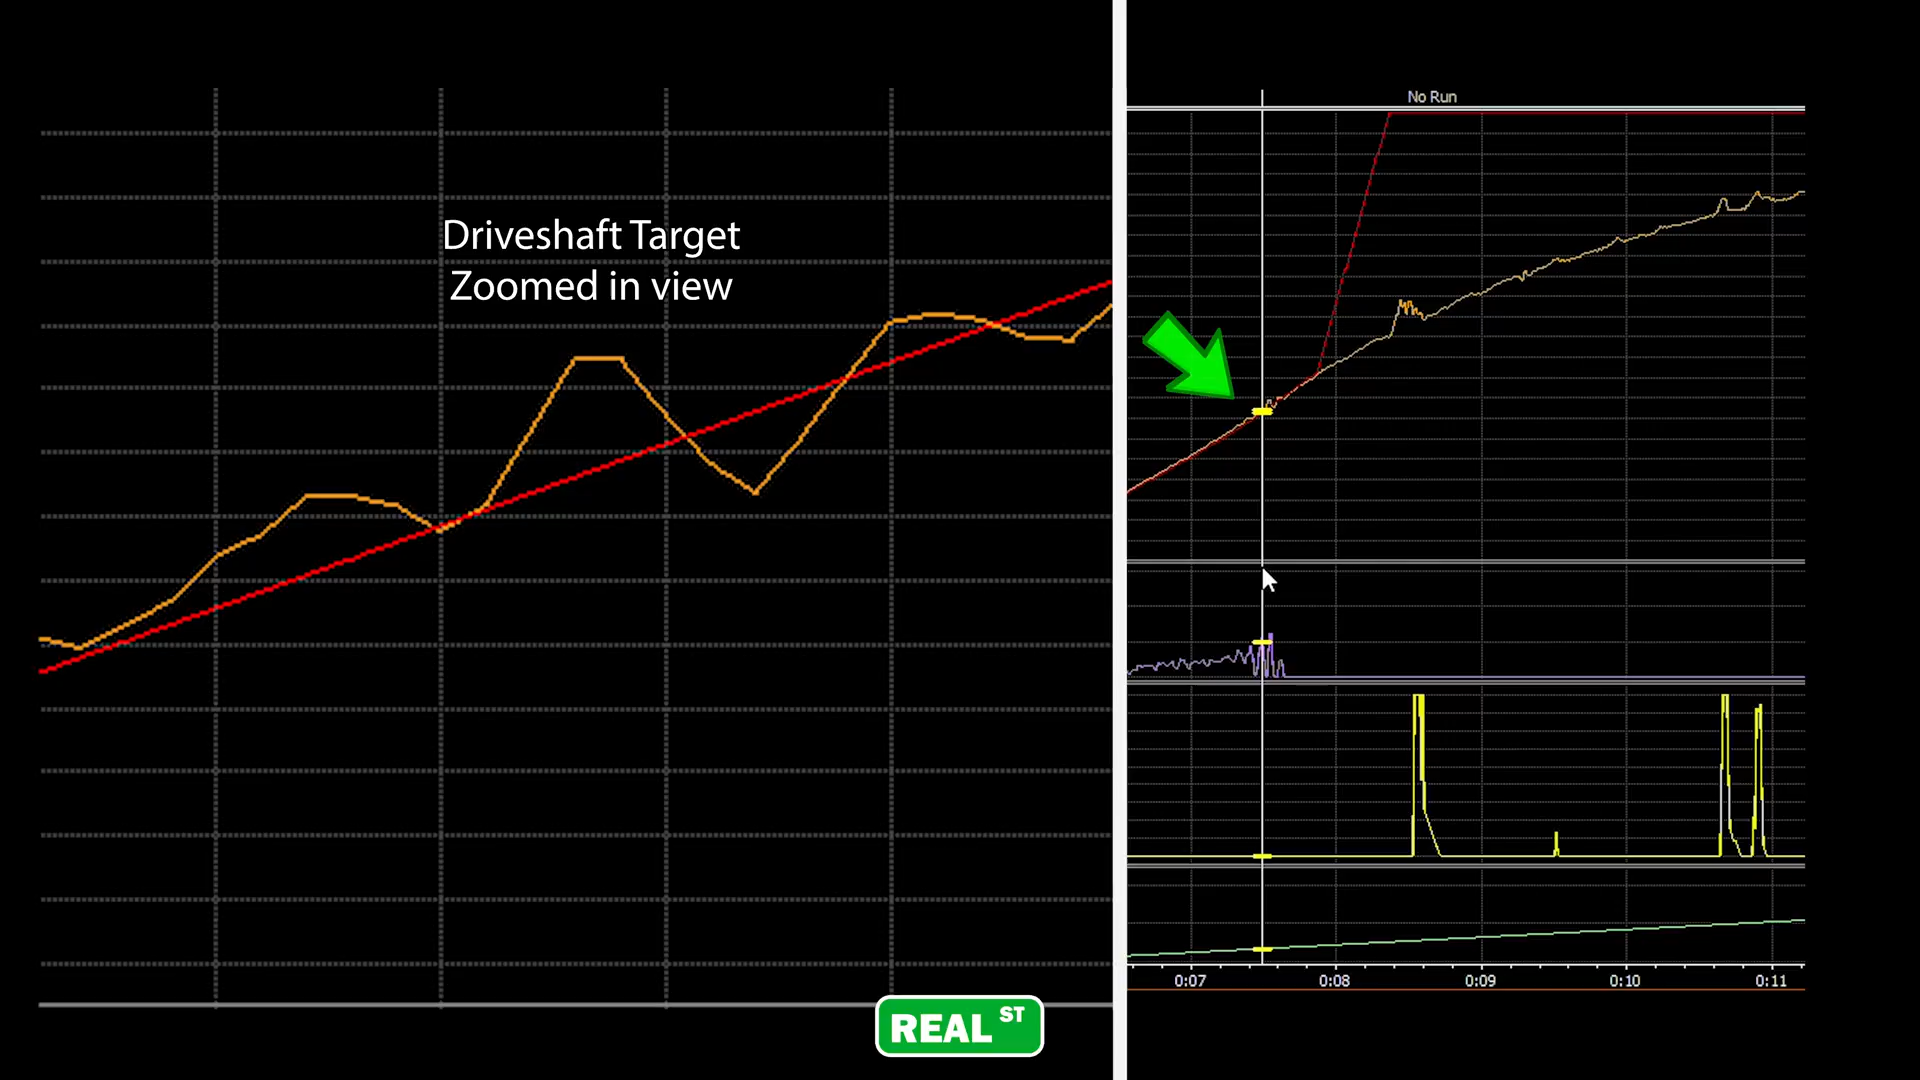 Driveshaft Target
Zoomed in view
No Run
0:07 0:08 0:09 0:10 0:11
REAL ST